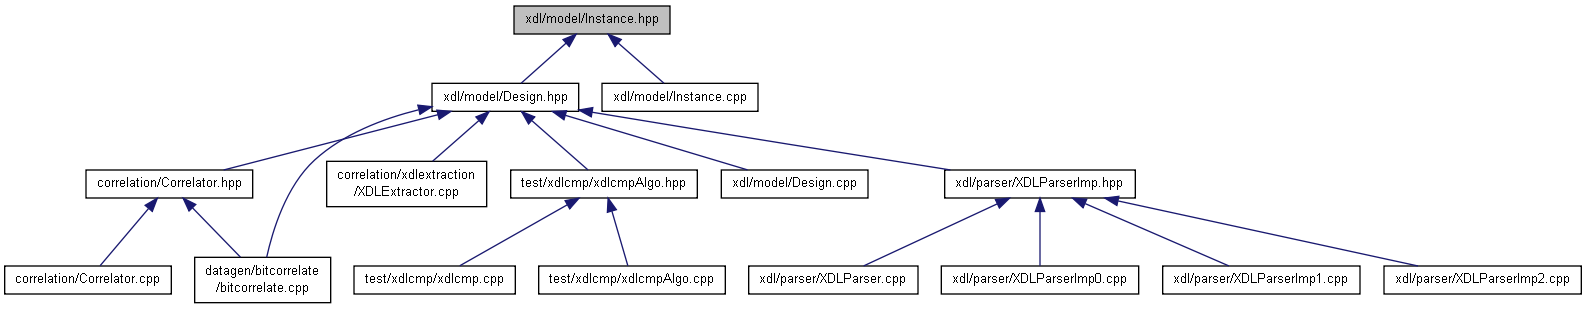 xdl/model/Instance.hpp
xdl/model/Design.hpp
xdl/model/Instance.cpp
correlation/Correlator.hpp
correlation/xdlextraction
/XDLExtractor.cpp
test/xdlcmp/xdlcmpAlgo.hpp
xdl/model/Design.cpp
xdl/parser/XDLParserImp.hpp
correlation/Correlator.cpp
datagen/bitcorrelate
/bitcorrelate.cpp
test/xdlcmp/xdlcmp.cpp
test/xdlcmp/xdlcmpAlgo.cpp
xdl/parser/XDLParser.cpp
xdl/parser/XDLParserImp0.cpp
xdl/parser/XDLParserImp1.cpp
xdl/parser/XDLParserImp2.cpp